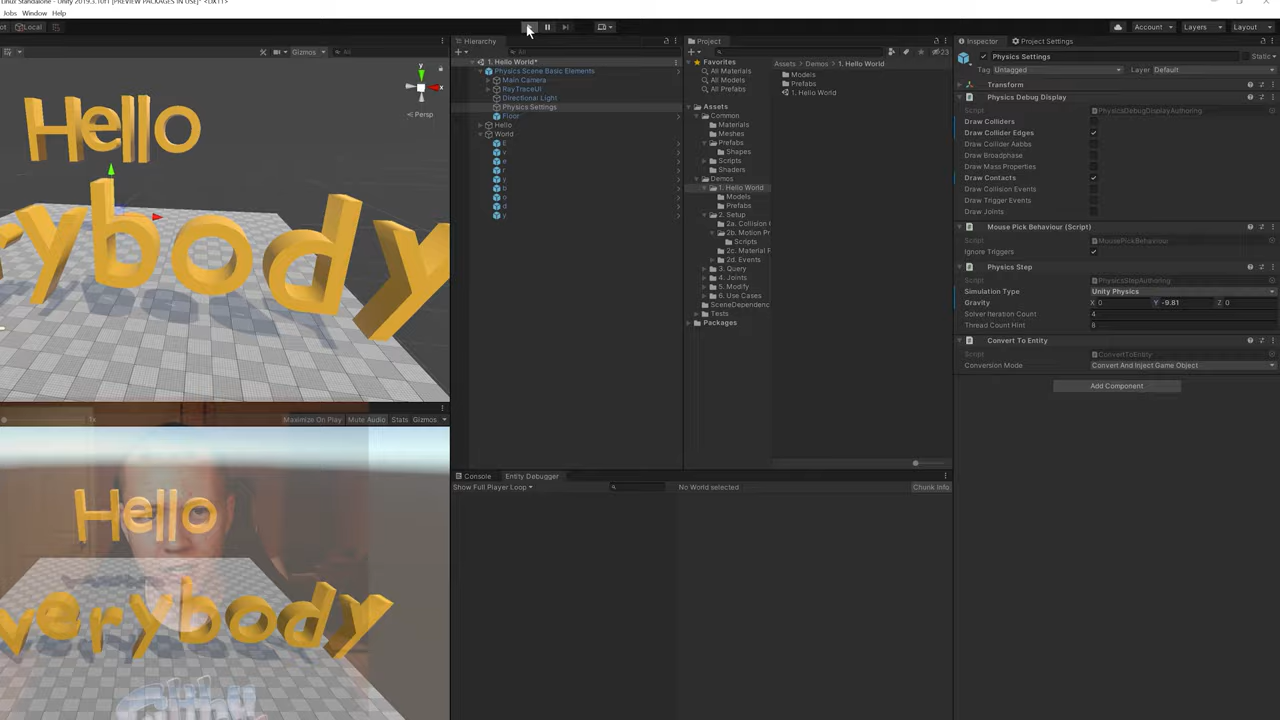 Linux Standalone - Unity 2019.3.10f1 [PREVIEW PACKAGES IN USE]* <DX11>
Jobs Window Help
Local
Account
Layers
Layout
Gizmos
All
y
x
Persp
Hello
rybody
1x
Maximize On Play Mute Audio Stats Gizmos
Hello
verybody
Hierarchy
All
1. Hello World*
Physics Scene Basic Elements
Main Camera
RayTraceUI
Directional Light
Physics Settings
Floor
Hello
World
E
v
e
r
y
b
o
d
y
Project
23
Favorites
All Materials
All Models
All Prefabs
Assets
Common
Materials
Meshes
Prefabs
Shapes
Scripts
Shaders
Demos
1. Hello World
Models
Prefabs
2. Setup
2a. Collision
2b. Motion Pr
Scripts
2c. Material
2d. Events
3. Query
4. Joints
5. Modify
6. Use Cases
SceneDependenc
Tests
Packages
Assets Demos 1. Hello World
Models
Prefabs
1. Hello World
Console Entity Debugger
Show Full Player Loop
No World selected.
Chunk Info
Inspector Project Settings
Physics Settings
Static
Tag Untagged Layer Default
Transform
Physics Debug Display
Script PhysicsDebugDisplayAuthoring
Draw Colliders
Draw Collider Edges
Draw Collider Aabbs
Draw Broadphase
Draw Mass Properties
Draw Contacts
Draw Collision Events
Draw Trigger Events
Draw Joints
Mouse Pick Behaviour (Script)
Script MousePickBehaviour
Ignore Triggers
Physics Step
Script PhysicsStepAuthoring
Simulation Type Unity Physics
Gravity X 0 Y -9.81 Z 0
Solver Iteration Count 4
Thread Count Hint 8
Convert To Entity
Script ConvertToEntity
Conversion Mode Convert And Inject Game Object
Add Component